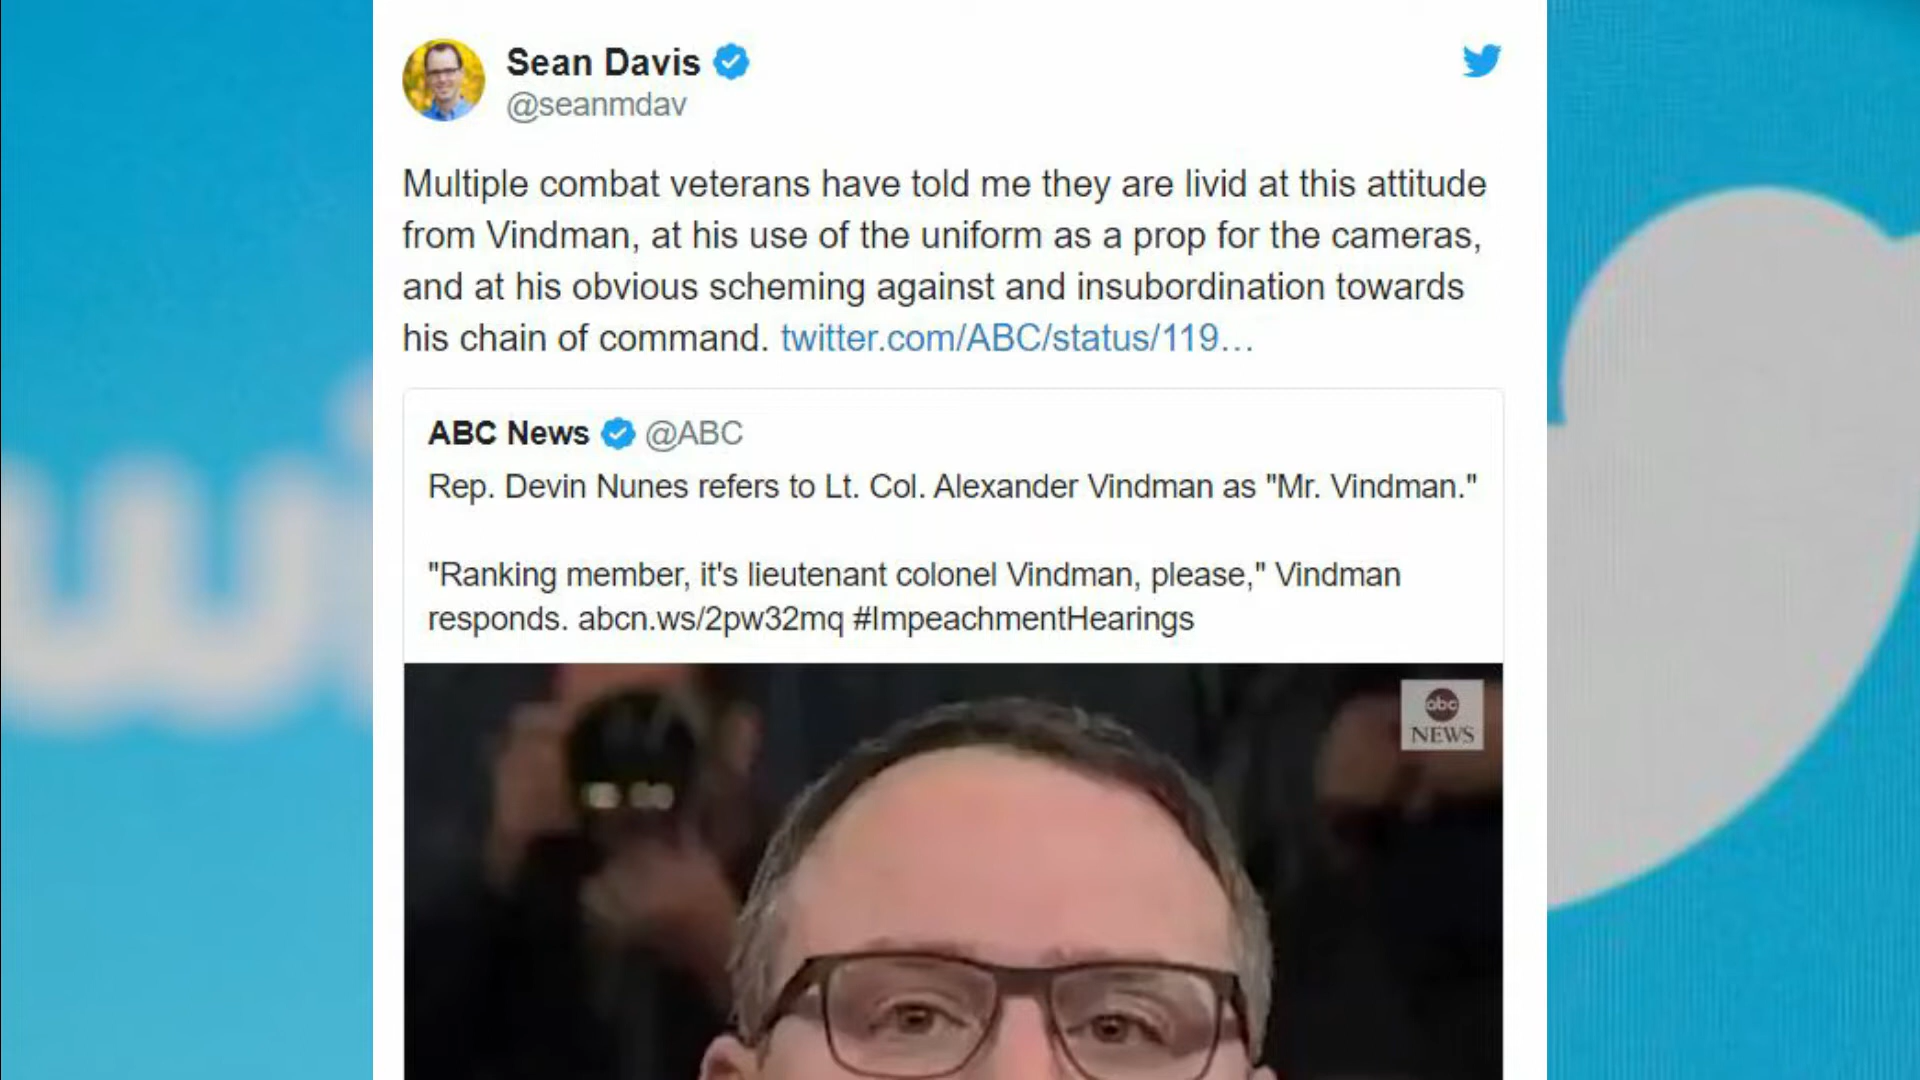 Sean Davis
@seanmdav
Multiple combat veterans have told me they are livid at this attitude
from Vindman, at his use of the uniform as a prop for the cameras,
and at his obvious scheming against and insubordination towards
his chain of command. twitter.com/ABC/status/119…
ABC News @ABC
Rep. Devin Nunes refers to Lt. Col. Alexander Vindman as "Mr. Vindman."
"Ranking member, it's lieutenant colonel Vindman, please," Vindman
responds. abcn.ws/2pw32mq #ImpeachmentHearings
abc
NEWS